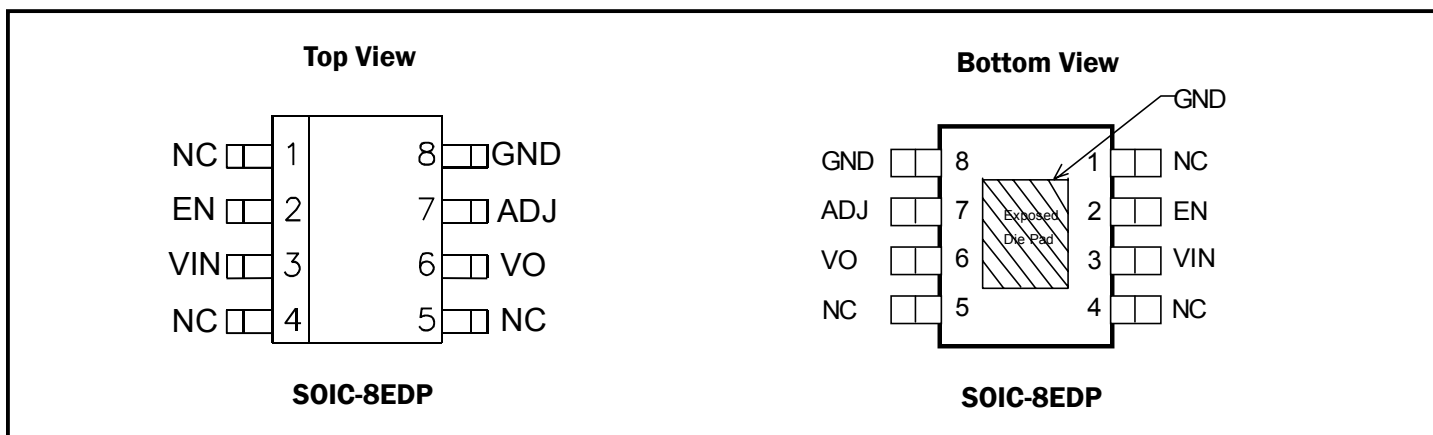 Top View
NC 1 8 GND
EN 2 7 ADJ
VIN 3 6 VO
NC 4 5 NC
SOIC-8EDP
Bottom View
GND
GND 8 1 NC
ADJ 7 Exposed 2 EN
Die Pad
VO 6 3 VIN
NC 5 4 NC
SOIC-8EDP